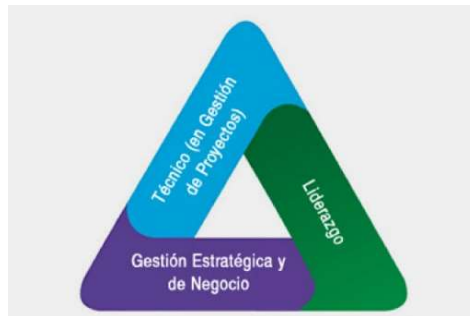 Técnico (en Gestión
de Proyectos)
Liderazgo
Gestión Estratégica y
de Negocio